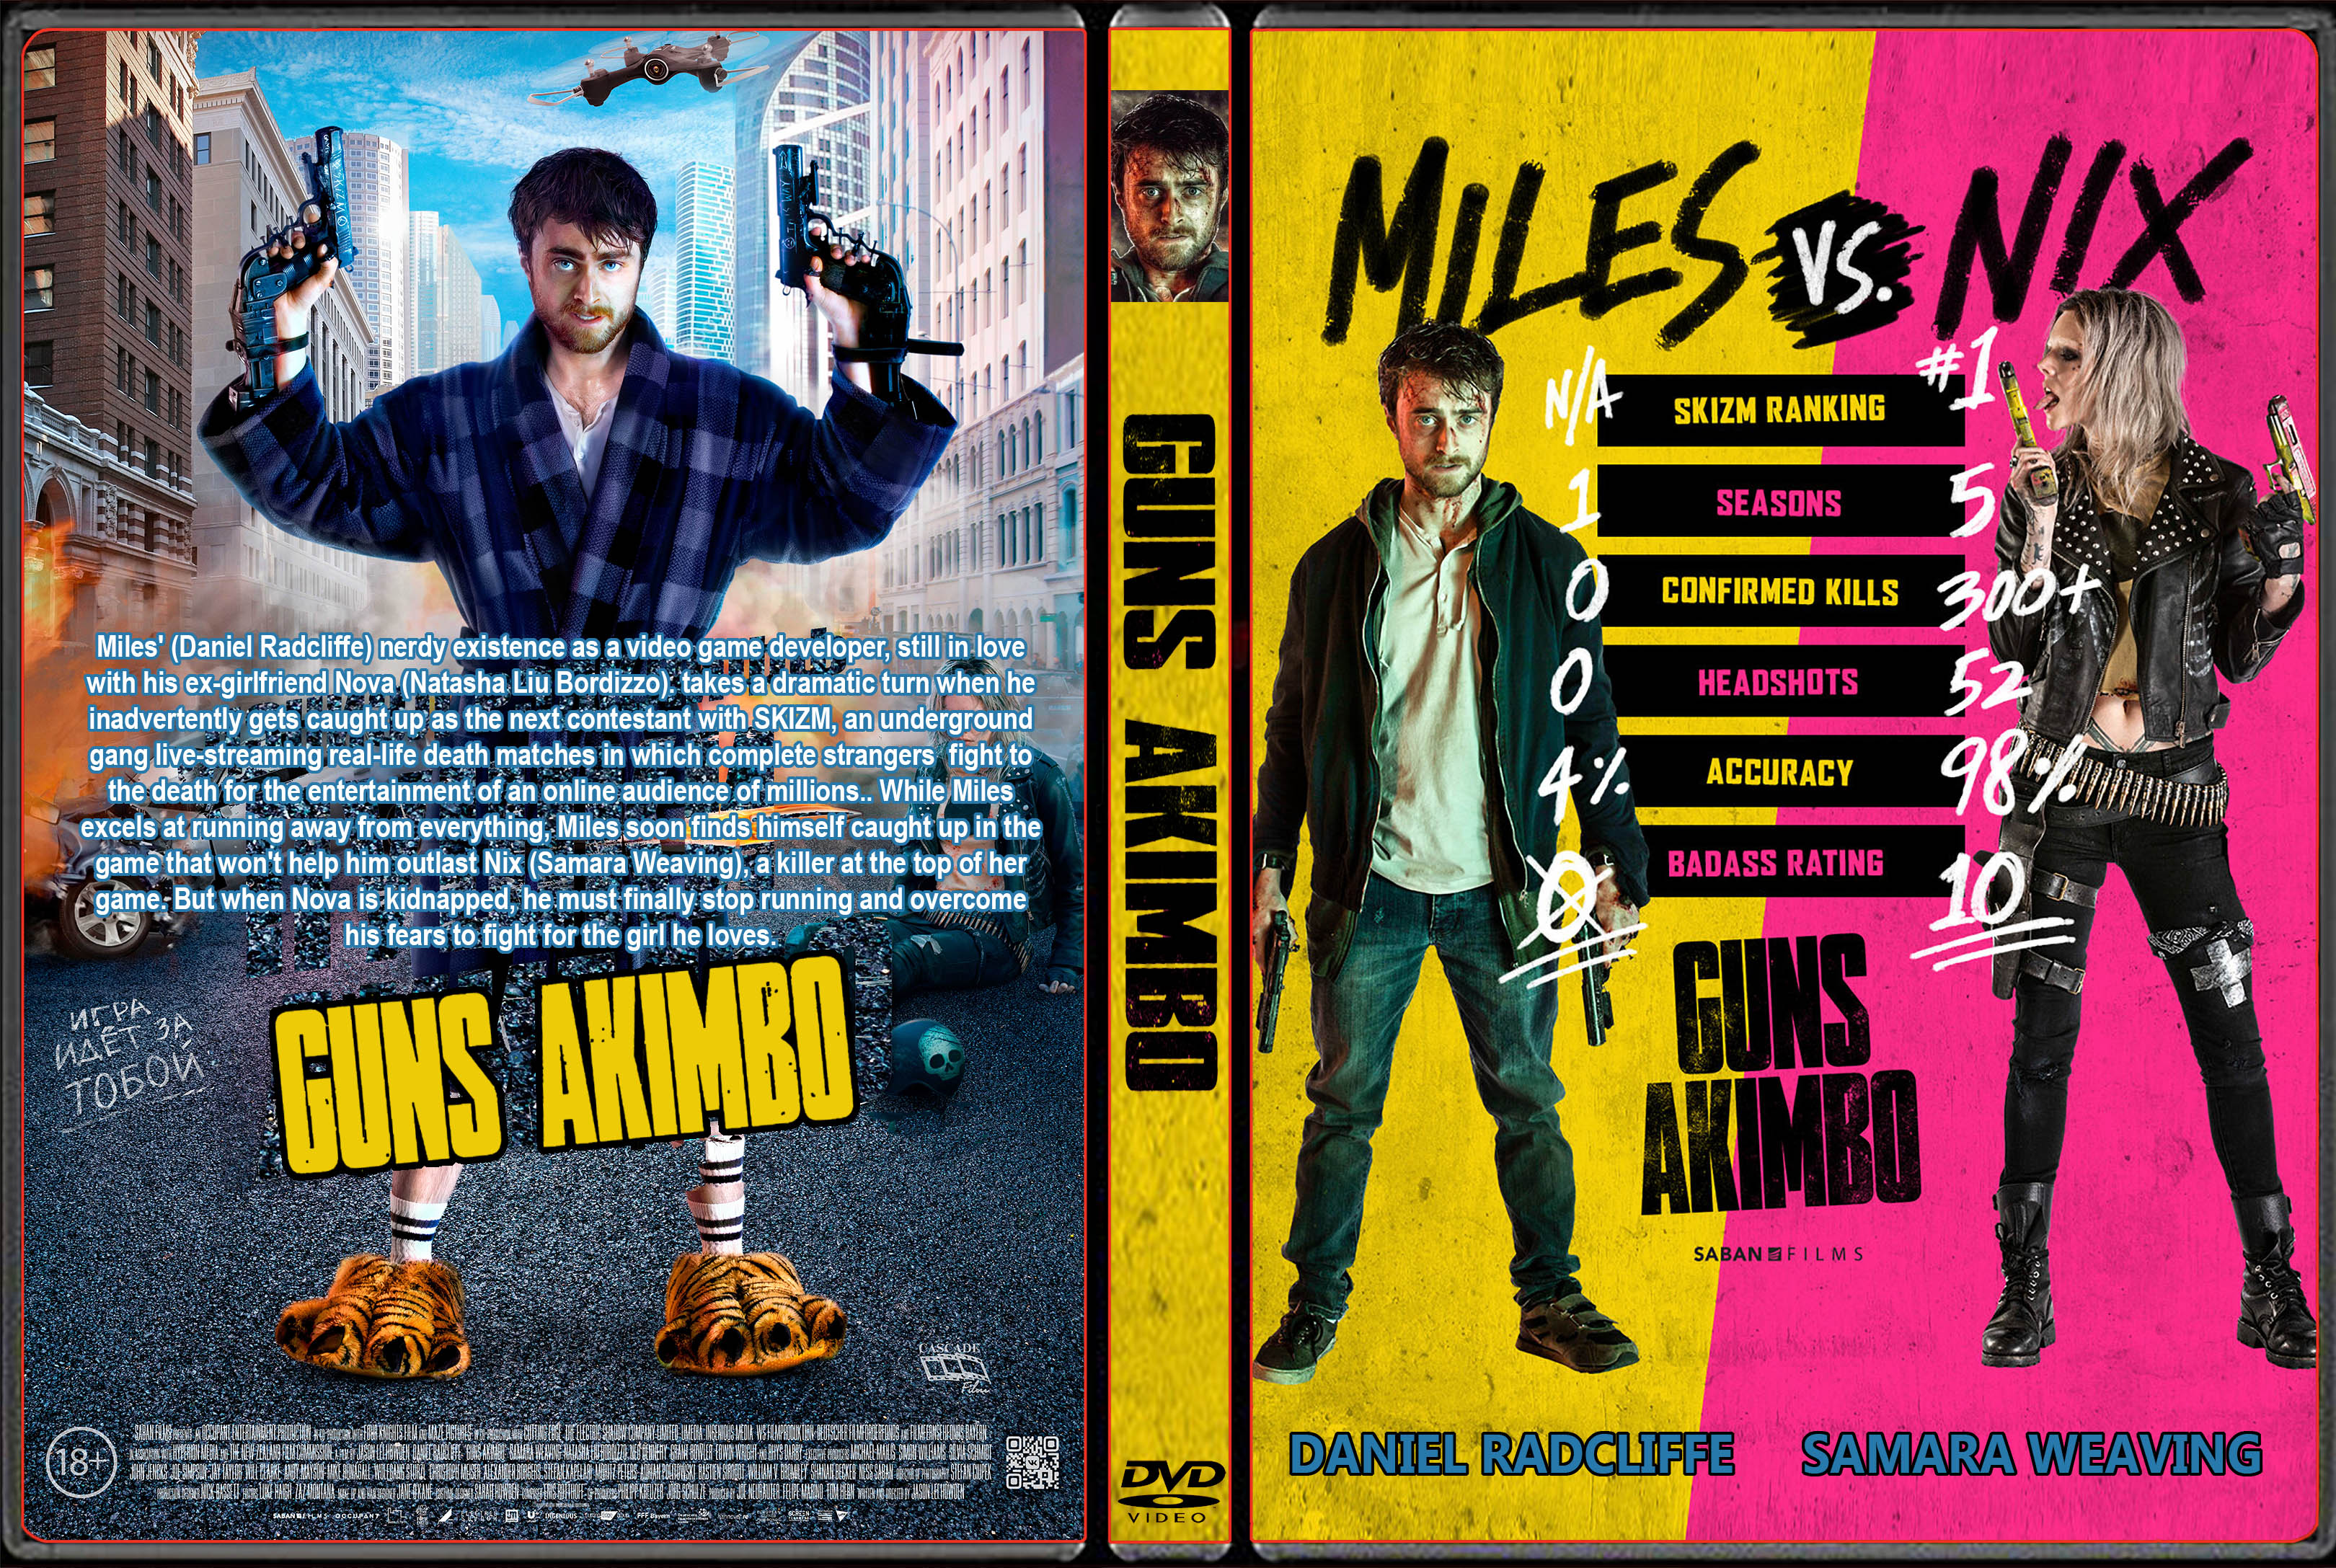 Miles' (Daniel Radcliffe) nerdy existence as a video game developer, still in love
with his ex-girlfriend Nova (Natasha Liu Bordizzo), takes a dramatic turn when he
inadvertently gets caught up as the next contestant with SKIZM, an underground
gang live-streaming real-life death matches in which complete strangers fight to
the death for the entertainment of an online audience of millions.. While Miles
excels at running away from everything, Miles soon finds himself caught up in the
game that won't help him outlast Nix (Samara Weaving), a killer at the top of her
game. But when Nova is kidnapped, he must finally stop running and overcome
his fears to fight for the girl he loves.
ИГРА
ИДЁТ ЗА
ТОБОЙ
GUNS AKIMBO
CASCADE
Film
18+
SABAN FILMS
GUNS AKIMBO
DVD
VIDEO
MILES VS. NIX
N/A SKIZM RANKING #1
1 SEASONS 5
0 CONFIRMED KILLS 300+
0 HEADSHOTS 52
4% ACCURACY 98%
0 BADASS RATING 10
GUNS
AKIMBO
SABAN FILMS
DANIEL RADCLIFFE SAMARA WEAVING